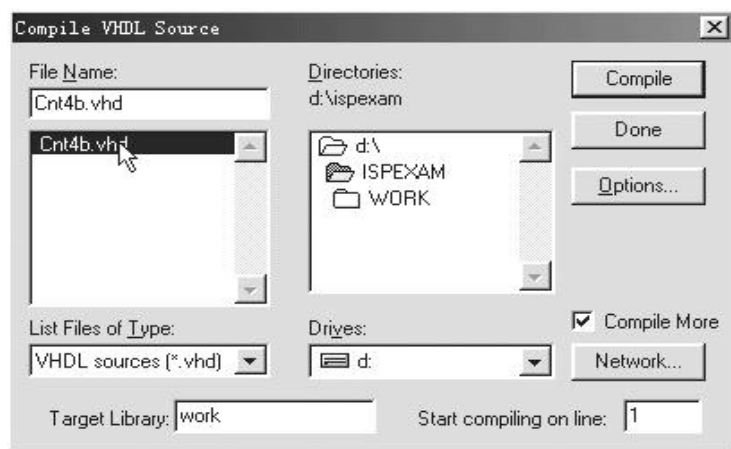 Compile VHDL Source
File Name:
Cnt4b.vhd
Cnt4b.vhd
Directories:
d:\ispexam
d:\
ISPEXAM
WORK
Compile
Done
Options...
List Files of Type:
VHDL sources (*.vhd)
Drives:
d:
Compile More
Network...
Target Library: work
Start compiling on line: 1